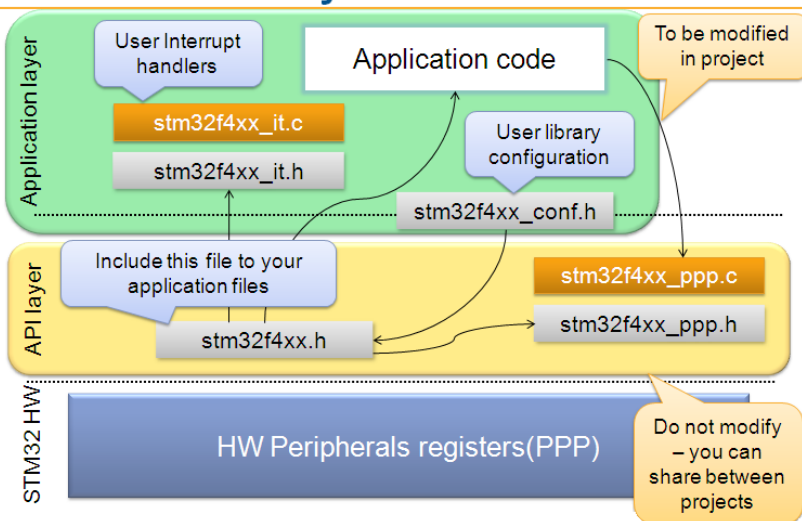 User Interrupt
handlers
Application code
To be modified
in project
Application layer
stm32f4xx_it.c
stm32f4xx_it.h
User library
configuration
stm32f4xx_conf.h
Include this file to your
application files
API layer
stm32f4xx_ppp.c
stm32f4xx.h
stm32f4xx_ppp.h
STM32 HW
HW Peripherals registers(PPP)
Do not modify
– you can
share between
projects